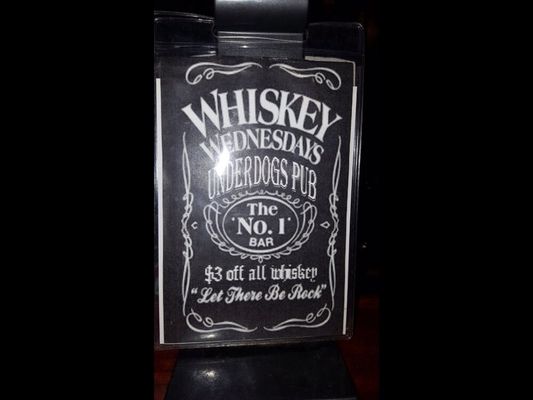 WHISKEY
WEDNESDAYS
UNDERDOGS PUB
The
No. 1
BAR
$3 off all whiskey
"Let There Be Rock"